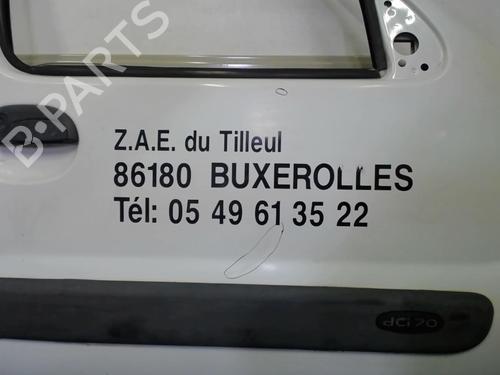 B-PARTS
Z.A.E. du Tilleul
86180 BUXEROLLES
Tél: 05 49 61 35 22
dCi 70